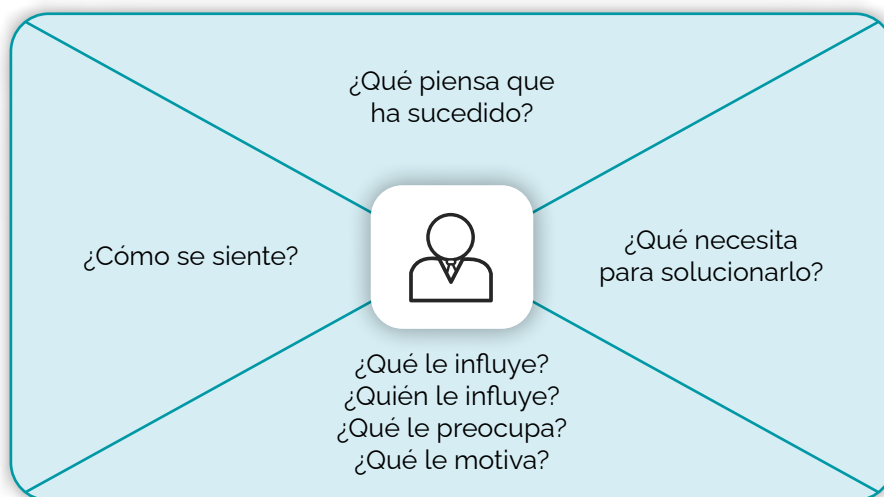 ¿Qué piensa que
ha sucedido?
¿Cómo se siente?
¿Qué necesita
para solucionarlo?
¿Qué le influye?
¿Quién le influye?
¿Qué le preocupa?
¿Qué le motiva?